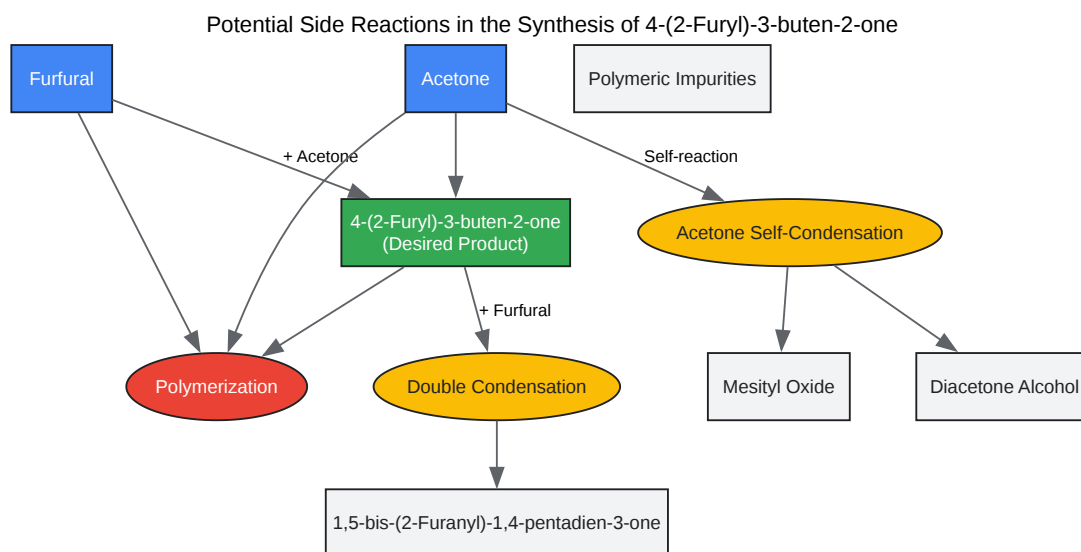 Potential Side Reactions in the Synthesis of 4-(2-Furyl)-3-buten-2-one
Furfural
Acetone
Polymeric Impurities
+ Acetone
Self-reaction
4-(2-Furyl)-3-buten-2-one
(Desired Product)
Acetone Self-Condensation
+ Furfural
Polymerization
Double Condensation
Mesityl Oxide
Diacetone Alcohol
1,5-bis-(2-Furanyl)-1,4-pentadien-3-one